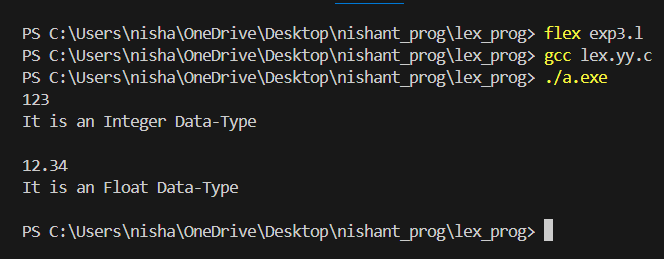 PS C:\Users\nisha\OneDrive\Desktop\nishant_prog\lex_prog> flex exp3.l
PS C:\Users\nisha\OneDrive\Desktop\nishant_prog\lex_prog> gcc lex.yy.c
PS C:\Users\nisha\OneDrive\Desktop\nishant_prog\lex_prog> ./a.exe
123
It is an Integer Data-Type
12.34
It is an Float Data-Type
PS C:\Users\nisha\OneDrive\Desktop\nishant_prog\lex_prog>